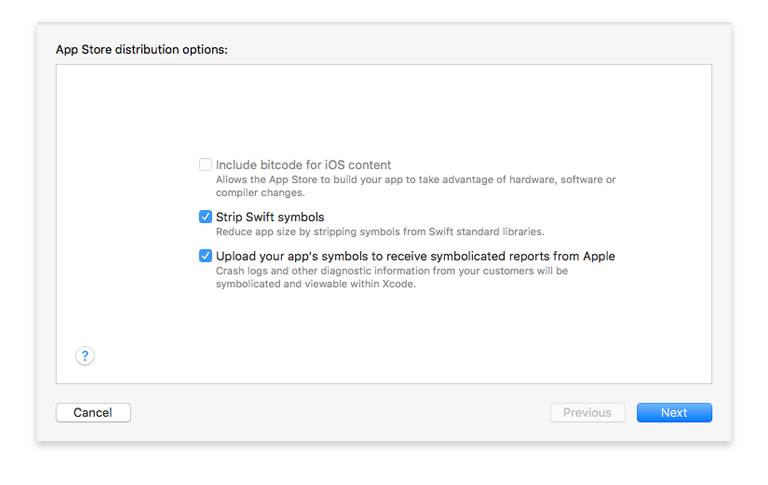 App Store distribution options:
Include bitcode for iOS content
Allows the App Store to build your app to take advantage of hardware, software or
compiler changes.
Strip Swift symbols
Reduce app size by stripping symbols from Swift standard libraries.
Upload your app's symbols to receive symbolicated reports from Apple
Crash logs and other diagnostic information from your customers will be
symbolicated and viewable within Xcode.
?
Cancel
Previous
Next